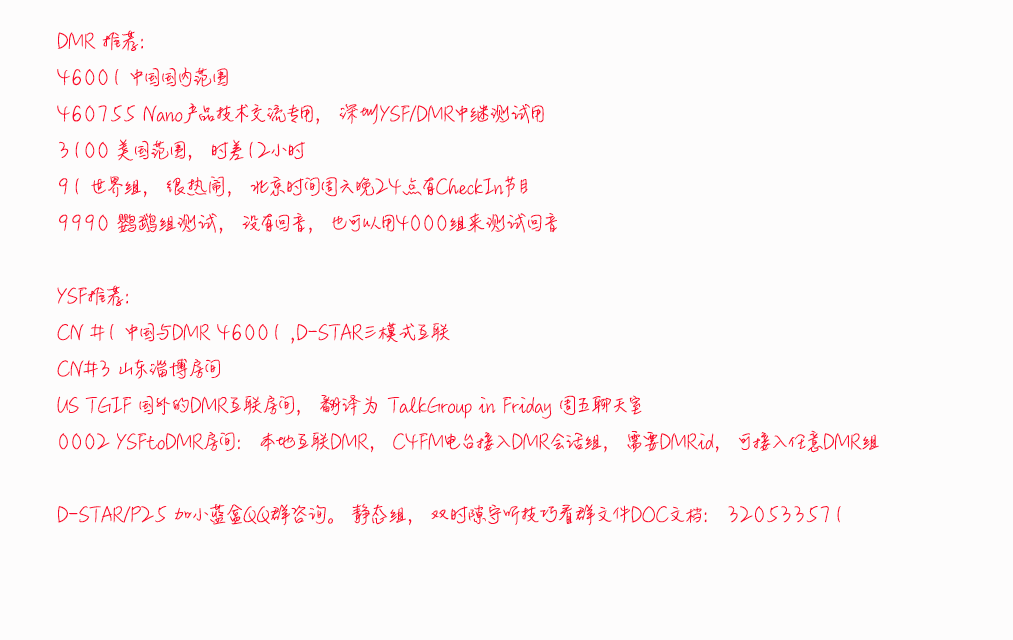 DMR 推荐:
46001 中国国内范围
460755 Nano产品技术交流专用, 深圳YSF/DMR中继测试用
3100 美国范围, 时差12小时
91 世界组, 很热闹, 北京时间周六晚24点有CheckIn节目
9990 鹦鹉组测试, 没有回音, 也可以用4000组来测试回音
YSF推荐:
CN #1 中国与DMR 46001 ,D-STAR三模式互联
CN#3 山东淄博房间
US TGIF 国外的DMR互联房间, 翻译为 TalkGroup in Friday 周五聊天室
0002 YSFtoDMR房间: 本地互联DMR, C4FM电台接入DMR会话组, 需要DMRid, 可接入任意DMR组
D-STAR/P25 加小蓝盒QQ群咨询。 静态组, 双时隙守听技巧看群文件DOC文档: 320533571